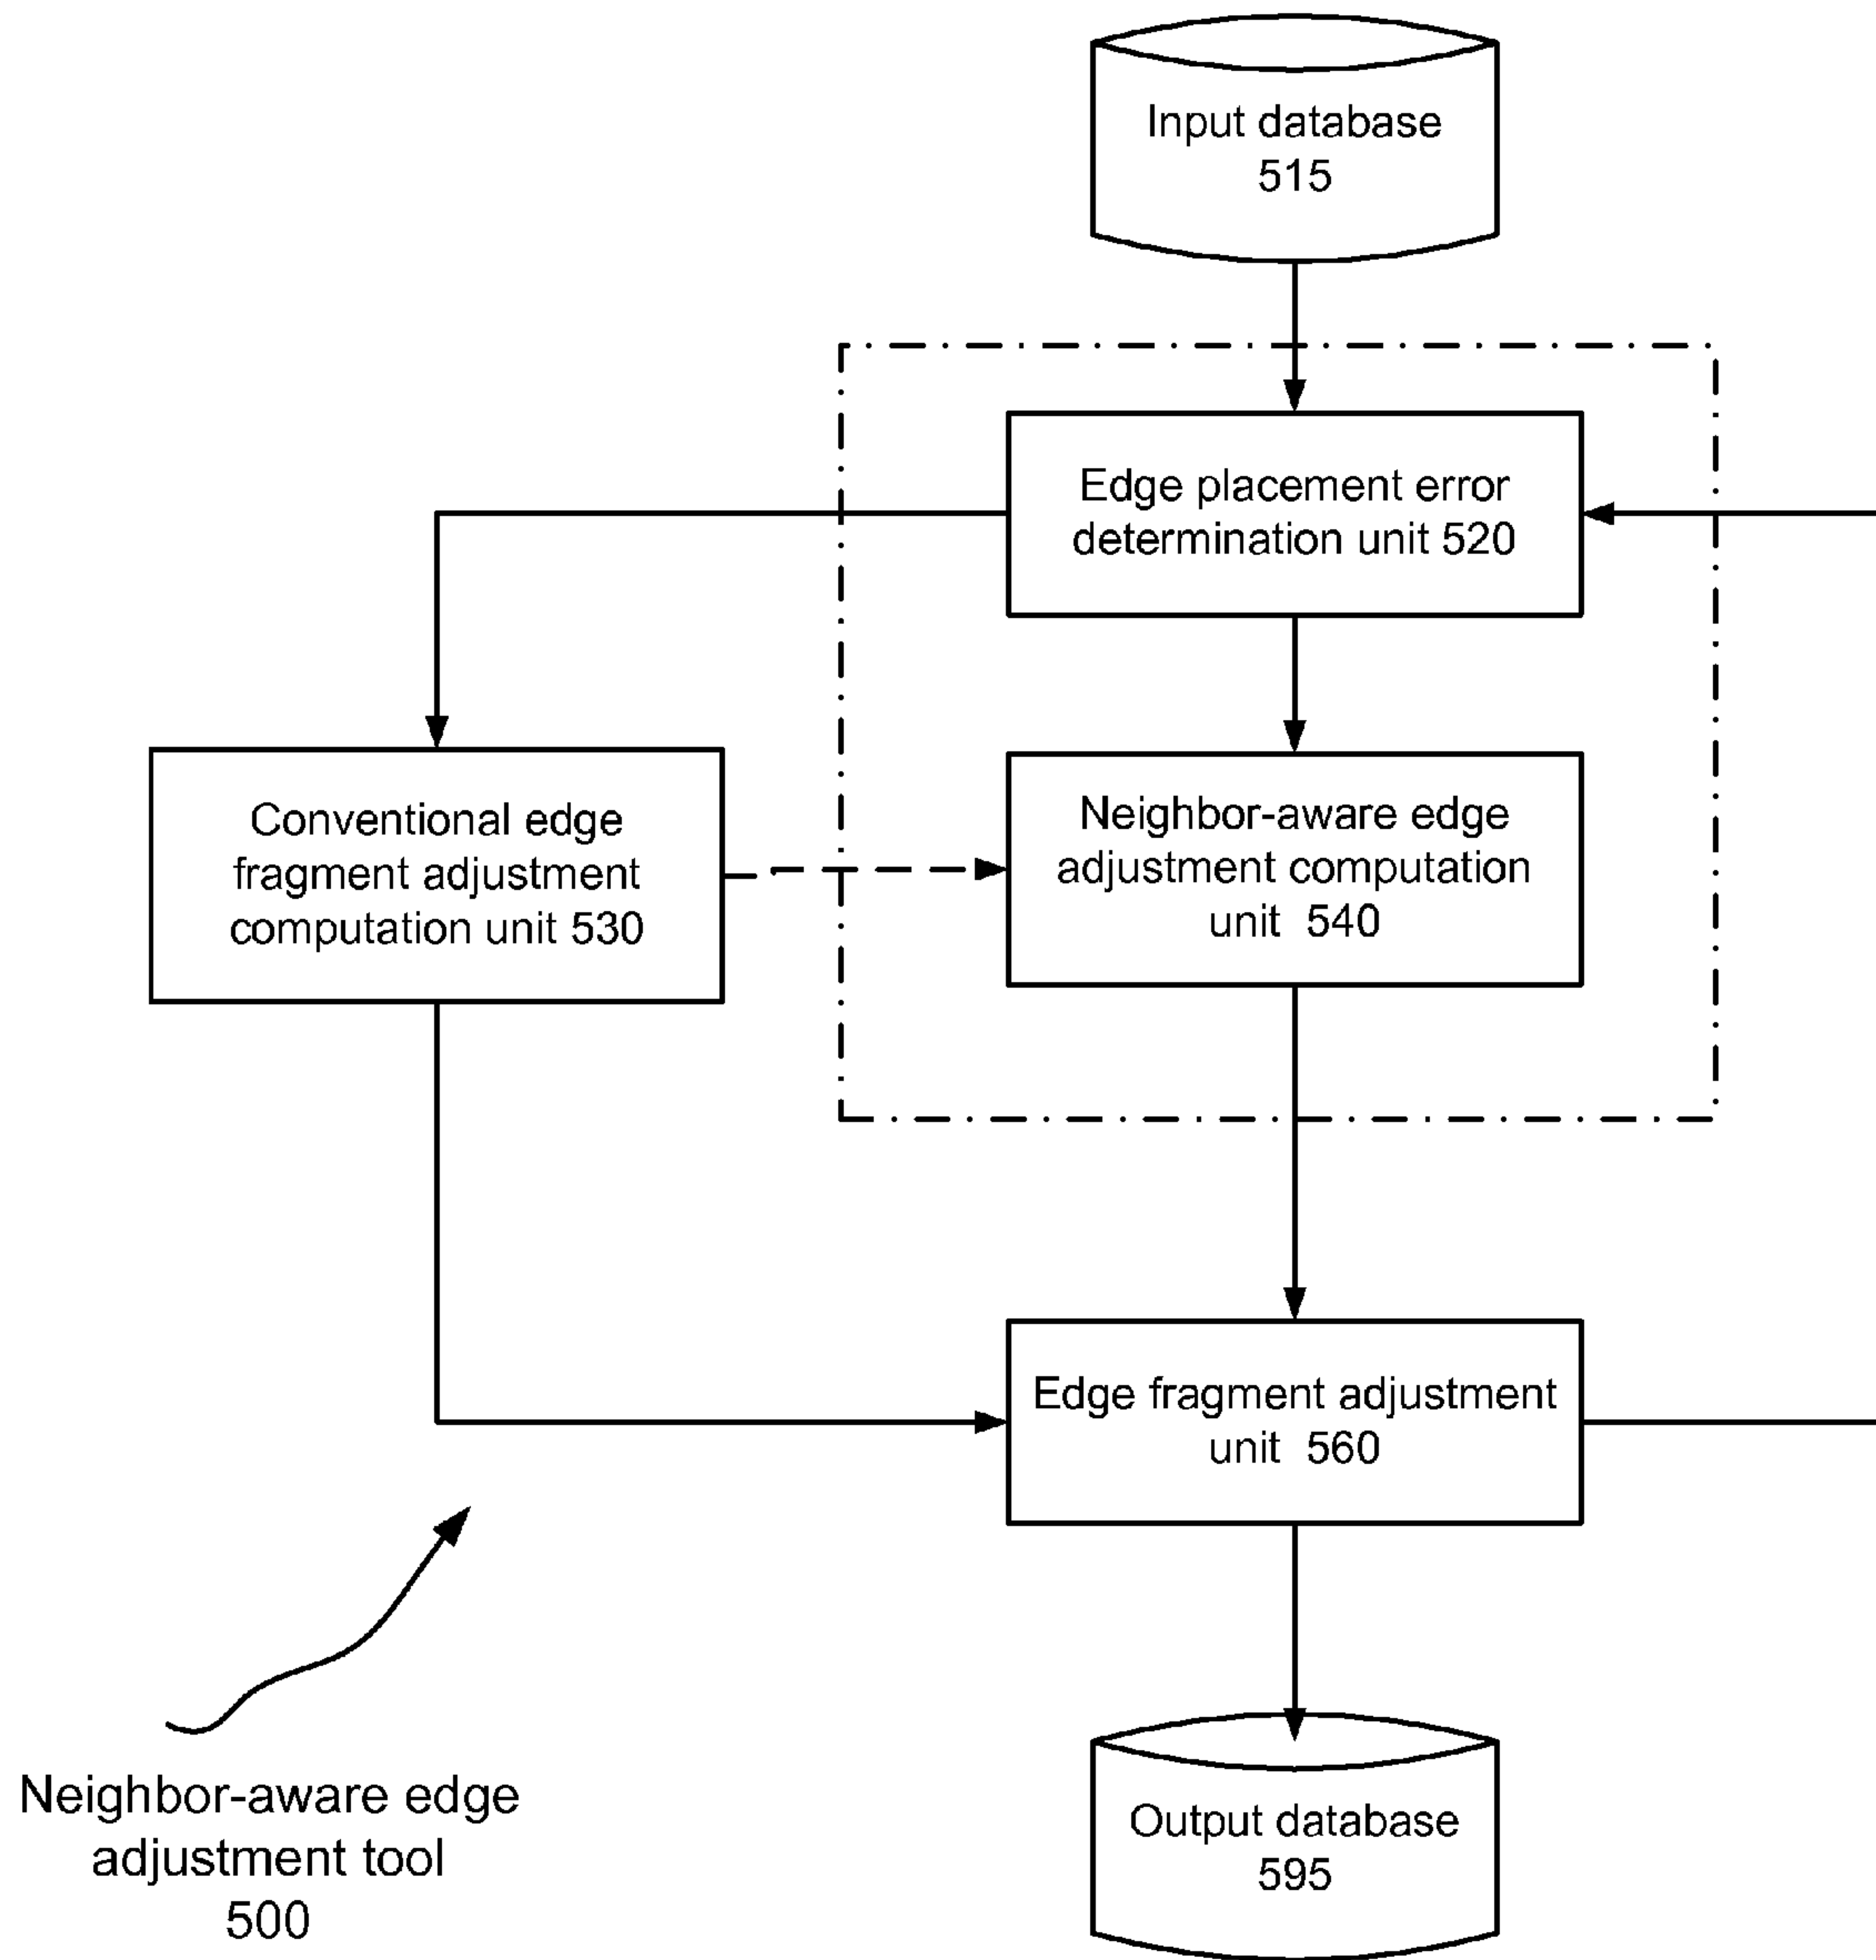 Input database
515
Edge placement error
determination unit 520
Conventional edge
fragment adjustment
computation unit 530
Neighbor-aware edge
adjustment computation
unit 540
Edge fragment adjustment
unit 560
Neighbor-aware edge
adjustment tool
500
Output database
595